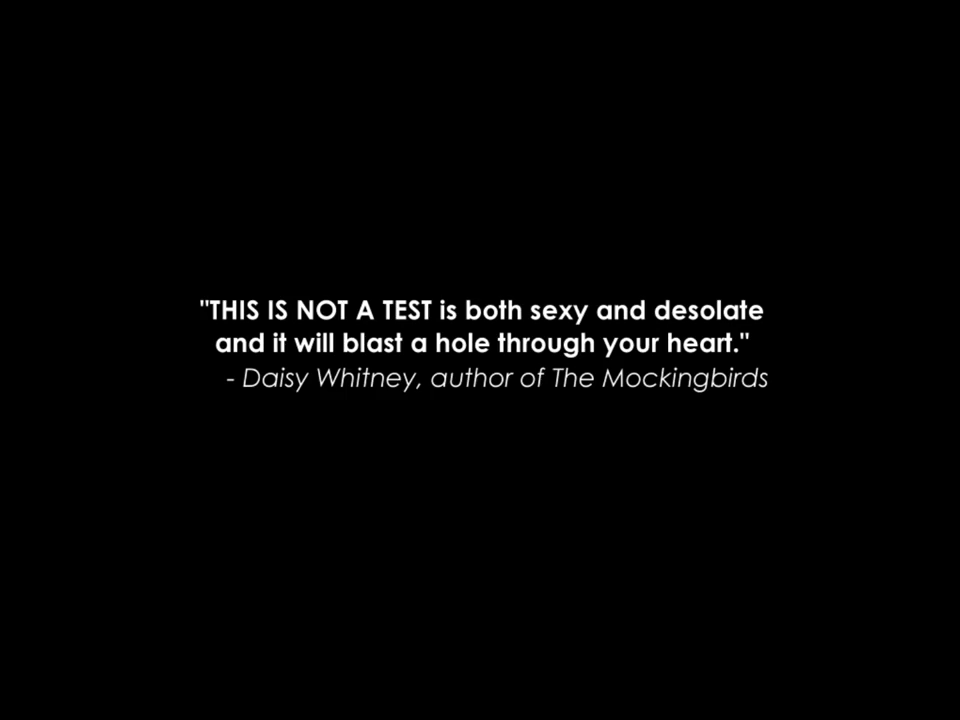 "THIS IS NOT A TEST is both sexy and desolate
and it will blast a hole through your heart."
- Daisy Whitney, author of The Mockingbirds